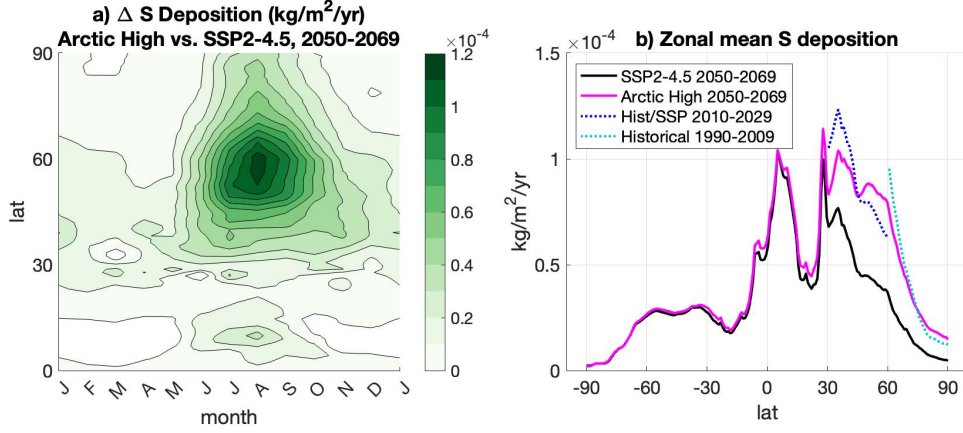 a) Δ S Deposition (kg/m²/yr)
Arctic High vs. SSP2-4.5, 2050-2069
×10⁻⁴
90
60
30
0
lat
J F M A M J J A S O N D J
month
1.2
1
0.8
0.6
0.4
0.2
0
b) Zonal mean S deposition
×10⁻⁴
1.5
1
0.5
0
kg/m²/yr
SSP2-4.5 2050-2069
Arctic High 2050-2069
Hist/SSP 2010-2029
Historical 1990-2009
-90 -60 -30 0 30 60 90
lat